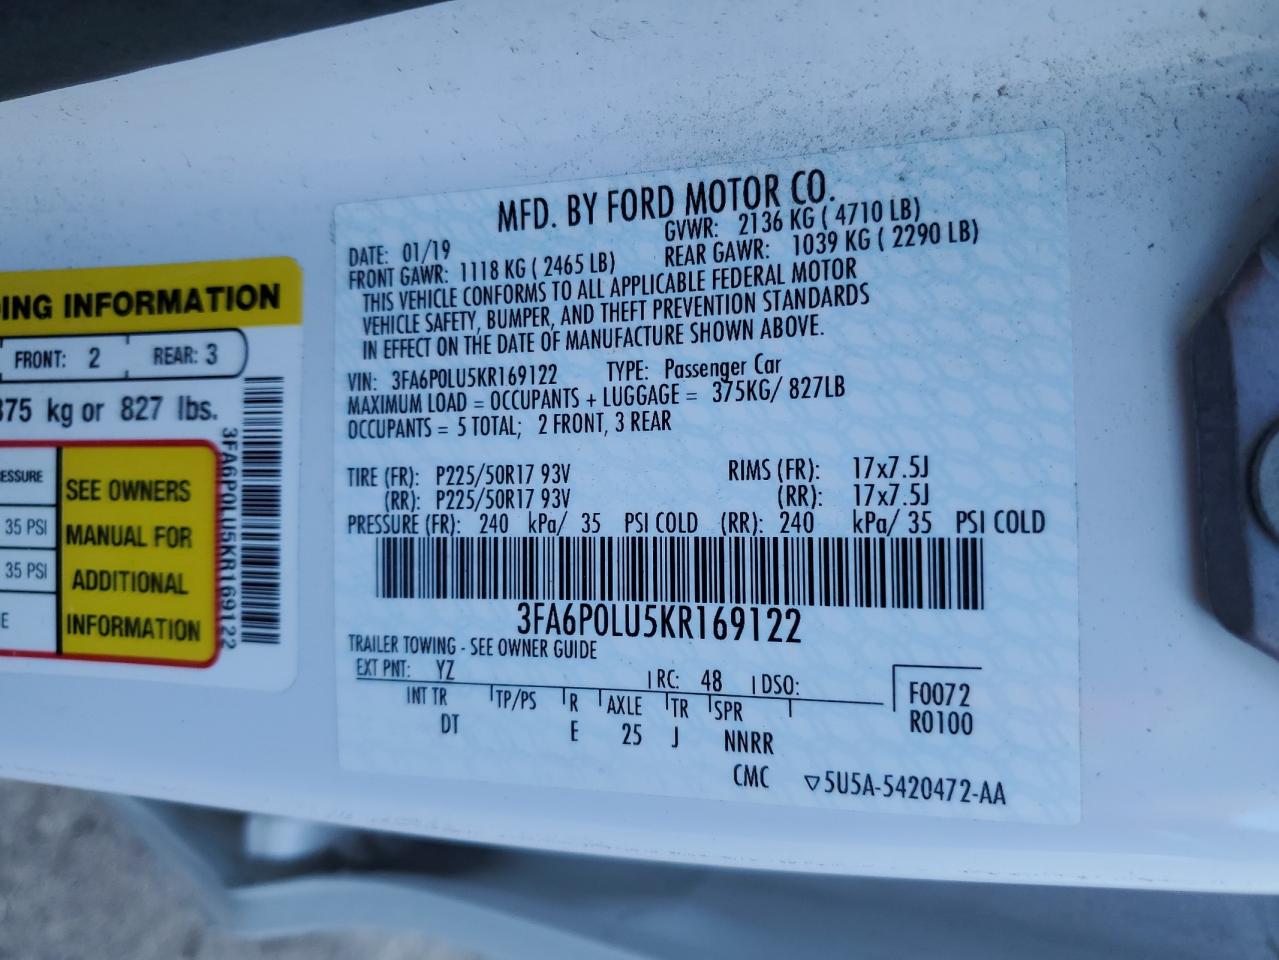 MFD. BY FORD MOTOR CO.
DATE: 01/19 GVWR: 2136 KG ( 4710 LB)
FRONT GAWR: 1118 KG ( 2465 LB) REAR GAWR: 1039 KG ( 2290 LB)
THIS VEHICLE CONFORMS TO ALL APPLICABLE FEDERAL MOTOR
VEHICLE SAFETY, BUMPER, AND THEFT PREVENTION STANDARDS
IN EFFECT ON THE DATE OF MANUFACTURE SHOWN ABOVE.
VIN: 3FA6P0LU5KR169122 TYPE: Passenger Car
MAXIMUM LOAD = OCCUPANTS + LUGGAGE = 375KG/ 827LB
OCCUPANTS = 5 TOTAL; 2 FRONT, 3 REAR
TIRE (FR): P225/50R17 93V RIMS (FR): 17x7.5J
(RR): P225/50R17 93V (RR): 17x7.5J
PRESSURE (FR): 240 kPa/ 35 PSI COLD (RR): 240 kPa/ 35 PSI COLD
3FA6P0LU5KR169122
TRAILER TOWING - SEE OWNER GUIDE
EXT PNT: YZ RC: 48 DSO:
INT TR TP/PS R AXLE TR SPR
DT E 25 J NNRR
F0072
R0100
CMC ▽5U5A-5420472-AA
ING INFORMATION
FRONT: 2 REAR: 3
375 kg or 827 lbs.
ESSURE
35 PSI
35 PSI
E
SEE OWNERS
MANUAL FOR
ADDITIONAL
INFORMATION
3FA6P0LU5KR169122